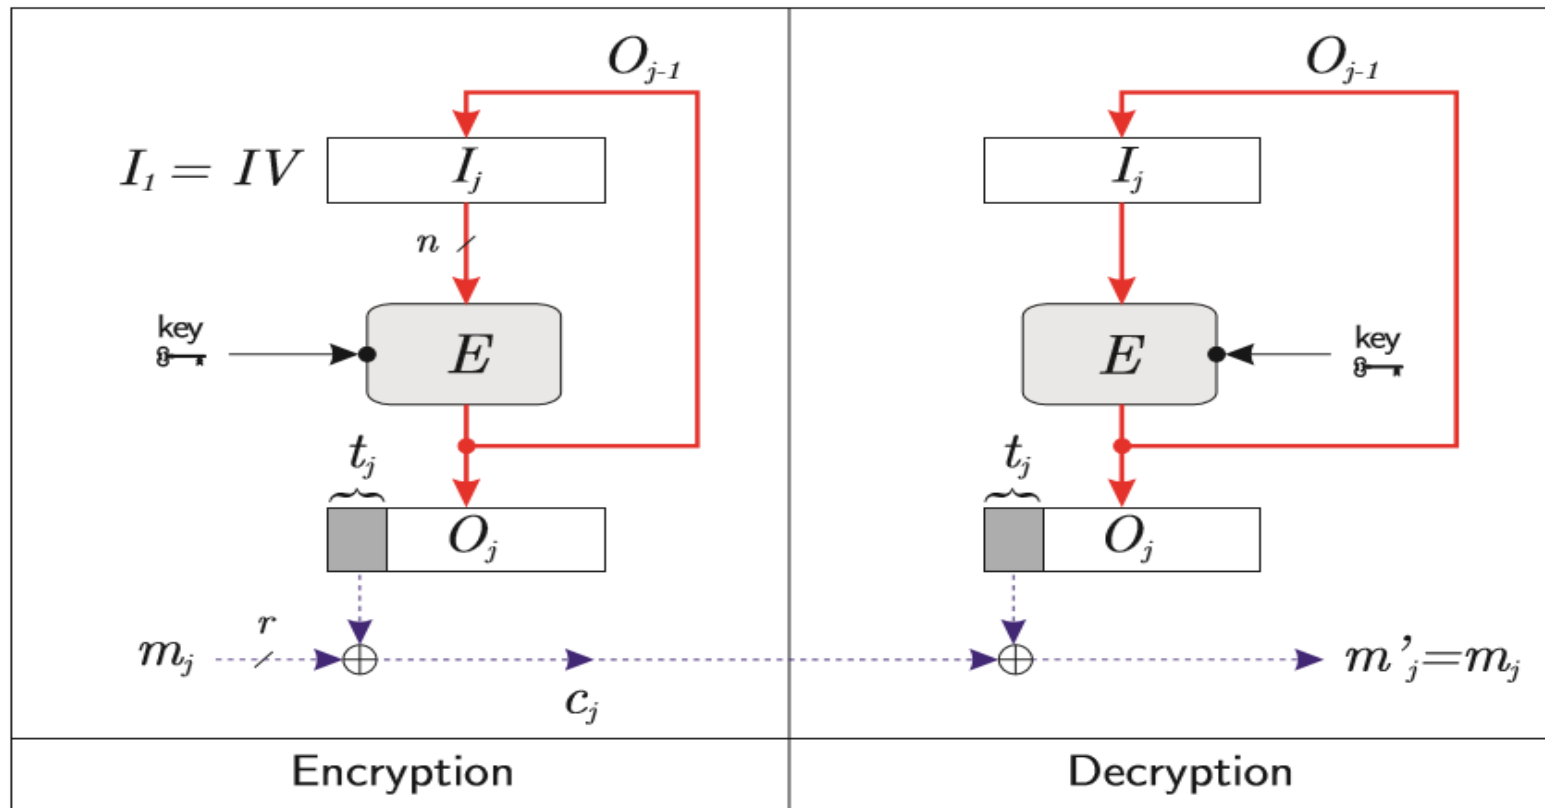 O_{j-1}
I_1 = IV
I_j
n
key
E
t_j
O_j
m_j
r
c_j
Encryption
O_{j-1}
I_j
E
key
t_j
O_j
m'_j=m_j
Decryption